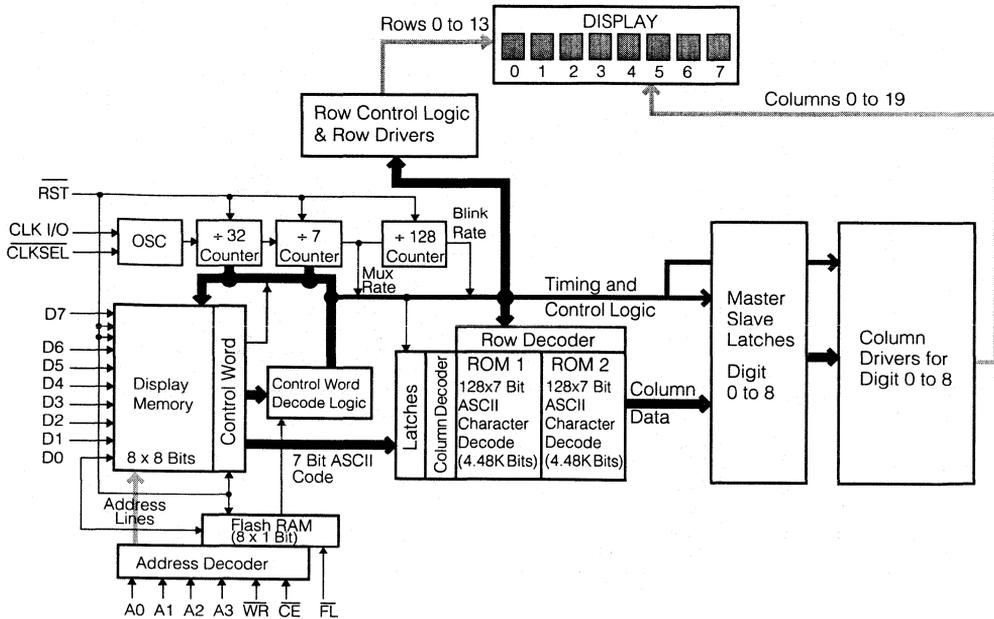 Rows 0 to 13
DISPLAY
0 1 2 3 4 5 6 7
Columns 0 to 19
Row Control Logic
& Row Drivers
RST
CLK I/O
CLKSEL
OSC
÷ 32
Counter
÷ 7
Counter
÷ 128
Counter
Blink
Rate
Mux
Rate
Timing and
Control Logic
Master
Slave
Latches
Digit
0 to 8
Column
Drivers for
Digit 0 to 8
D7
D6
D5
D4
D3
D2
D1
D0
Display
Memory
8 x 8 Bits
Control Word
Control Word
Decode Logic
7 Bit ASCII
Code
Latches
Column Decoder
Row Decoder
ROM 1
128x7 Bit
ASCII
Character
Decode
(4.48K Bits)
ROM 2
128x7 Bit
ASCII
Character
Decode
(4.48K Bits)
Column
Data
Address
Lines
Flash RAM
(8 x 1 Bit)
Address Decoder
A0 A1 A2 A3 WR CE FL